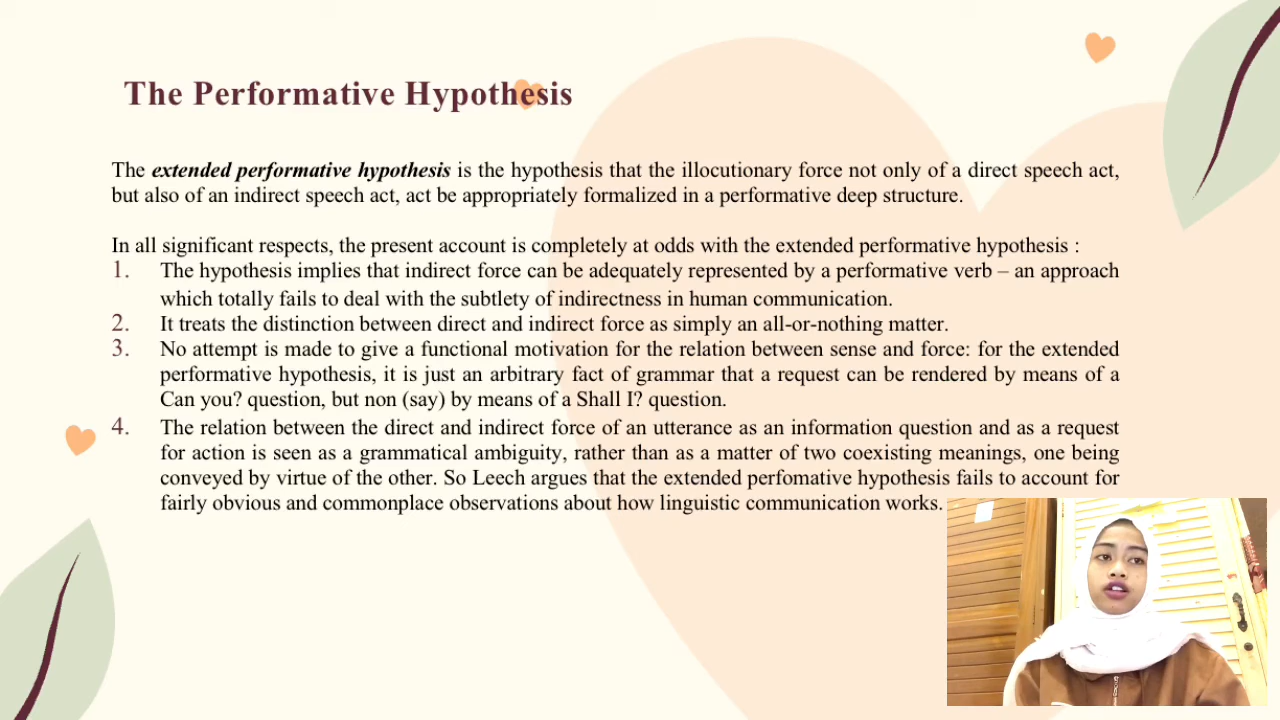 The Performative Hypothesis
The extended performative hypothesis is the hypothesis that the illocutionary force not only of a direct speech act,
but also of an indirect speech act, act be appropriately formalized in a performative deep structure.
In all significant respects, the present account is completely at odds with the extended performative hypothesis :
1. The hypothesis implies that indirect force can be adequately represented by a performative verb – an approach
which totally fails to deal with the subtlety of indirectness in human communication.
2. It treats the distinction between direct and indirect force as simply an all-or-nothing matter.
3. No attempt is made to give a functional motivation for the relation between sense and force: for the extended
performative hypothesis, it is just an arbitrary fact of grammar that a request can be rendered by means of a
Can you? question, but non (say) by means of a Shall I? question.
4. The relation between the direct and indirect force of an utterance as an information question and as a request
for action is seen as a grammatical ambiguity, rather than as a matter of two coexisting meanings, one being
conveyed by virtue of the other. So Leech argues that the extended perfomative hypothesis fails to account for
fairly obvious and commonplace observations about how linguistic communication works.